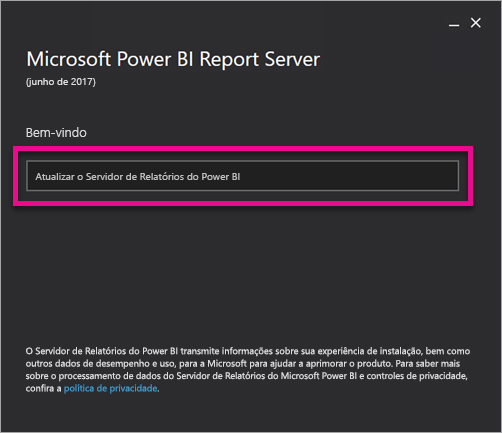 Microsoft Power BI Report Server
(junho de 2017)
Bem-vindo
Atualizar o Servidor de Relatórios do Power BI
O Servidor de Relatórios do Power BI transmite informações sobre sua experiência de instalação, bem como
outros dados de desempenho e uso, para a Microsoft para ajudar a aprimorar o produto. Para saber mais
sobre o processamento de dados do Servidor de Relatórios do Microsoft Power BI e controles de privacidade,
confira a política de privacidade.